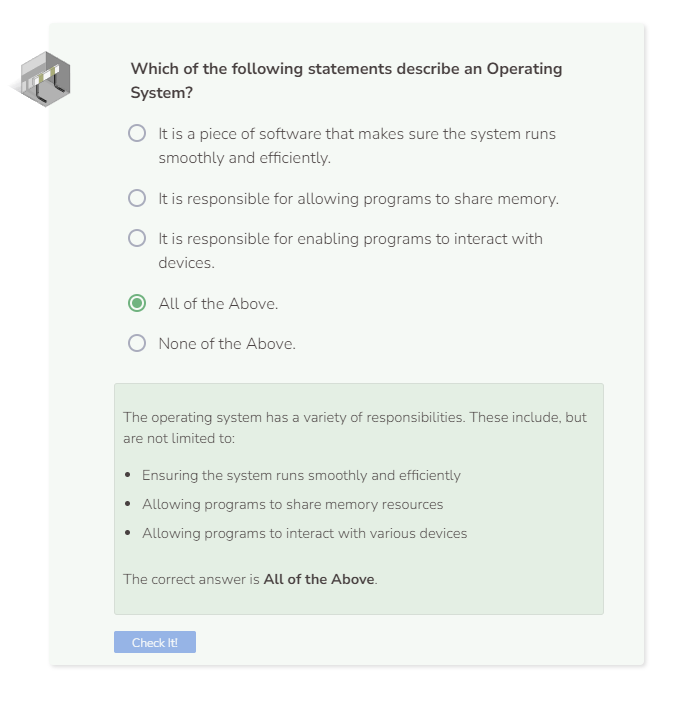 Which of the following statements describe an Operating
System?
It is a piece of software that makes sure the system runs
smoothly and efficiently.
It is responsible for allowing programs to share memory.
It is responsible for enabling programs to interact with
devices.
All of the Above.
None of the Above.
The operating system has a variety of responsibilities. These include, but
are not limited to:
Ensuring the system runs smoothly and efficiently
Allowing programs to share memory resources
Allowing programs to interact with various devices
The correct answer is All of the Above.
Check It!